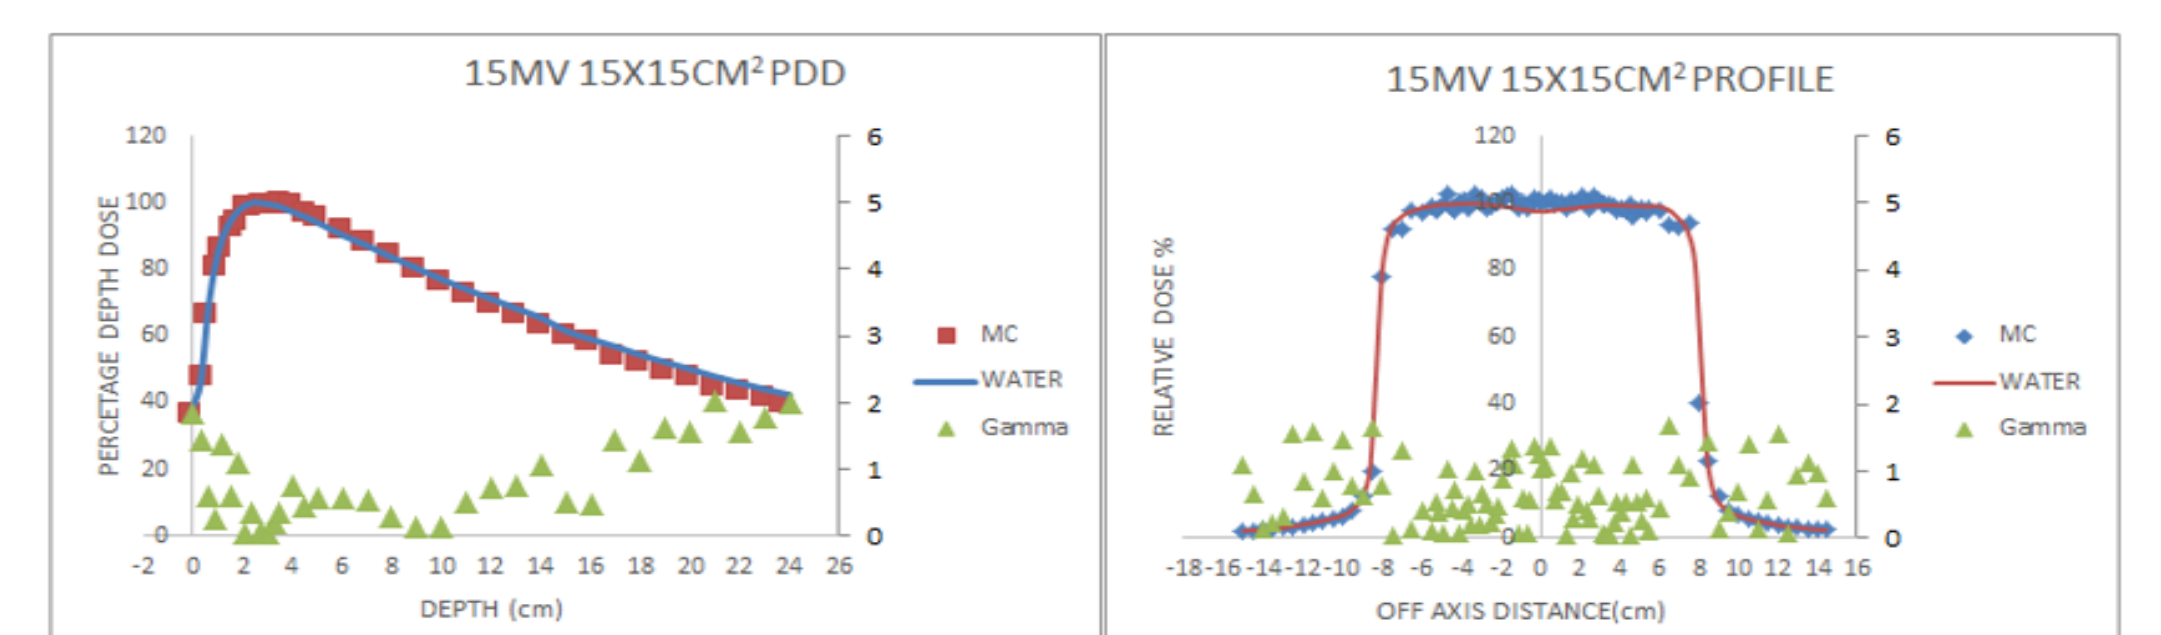 15MV 15X15CM² PDD
120
100
80
60
40
20
0
PERCETAGE DEPTH DOSE
6
5
4
3
2
1
0
MC
WATER
Gamma
-2 0 2 4 6 8 10 12 14 16 18 20 22 24 26
DEPTH (cm)
15MV 15X15CM² PROFILE
120
100
80
60
40
20
0
RELATIVE DOSE %
6
5
4
3
2
1
0
MC
WATER
Gamma
-18 -16 -14 -12 -10 -8 -6 -4 -2 0 2 4 6 8 10 12 14 16
OFF AXIS DISTANCE(cm)